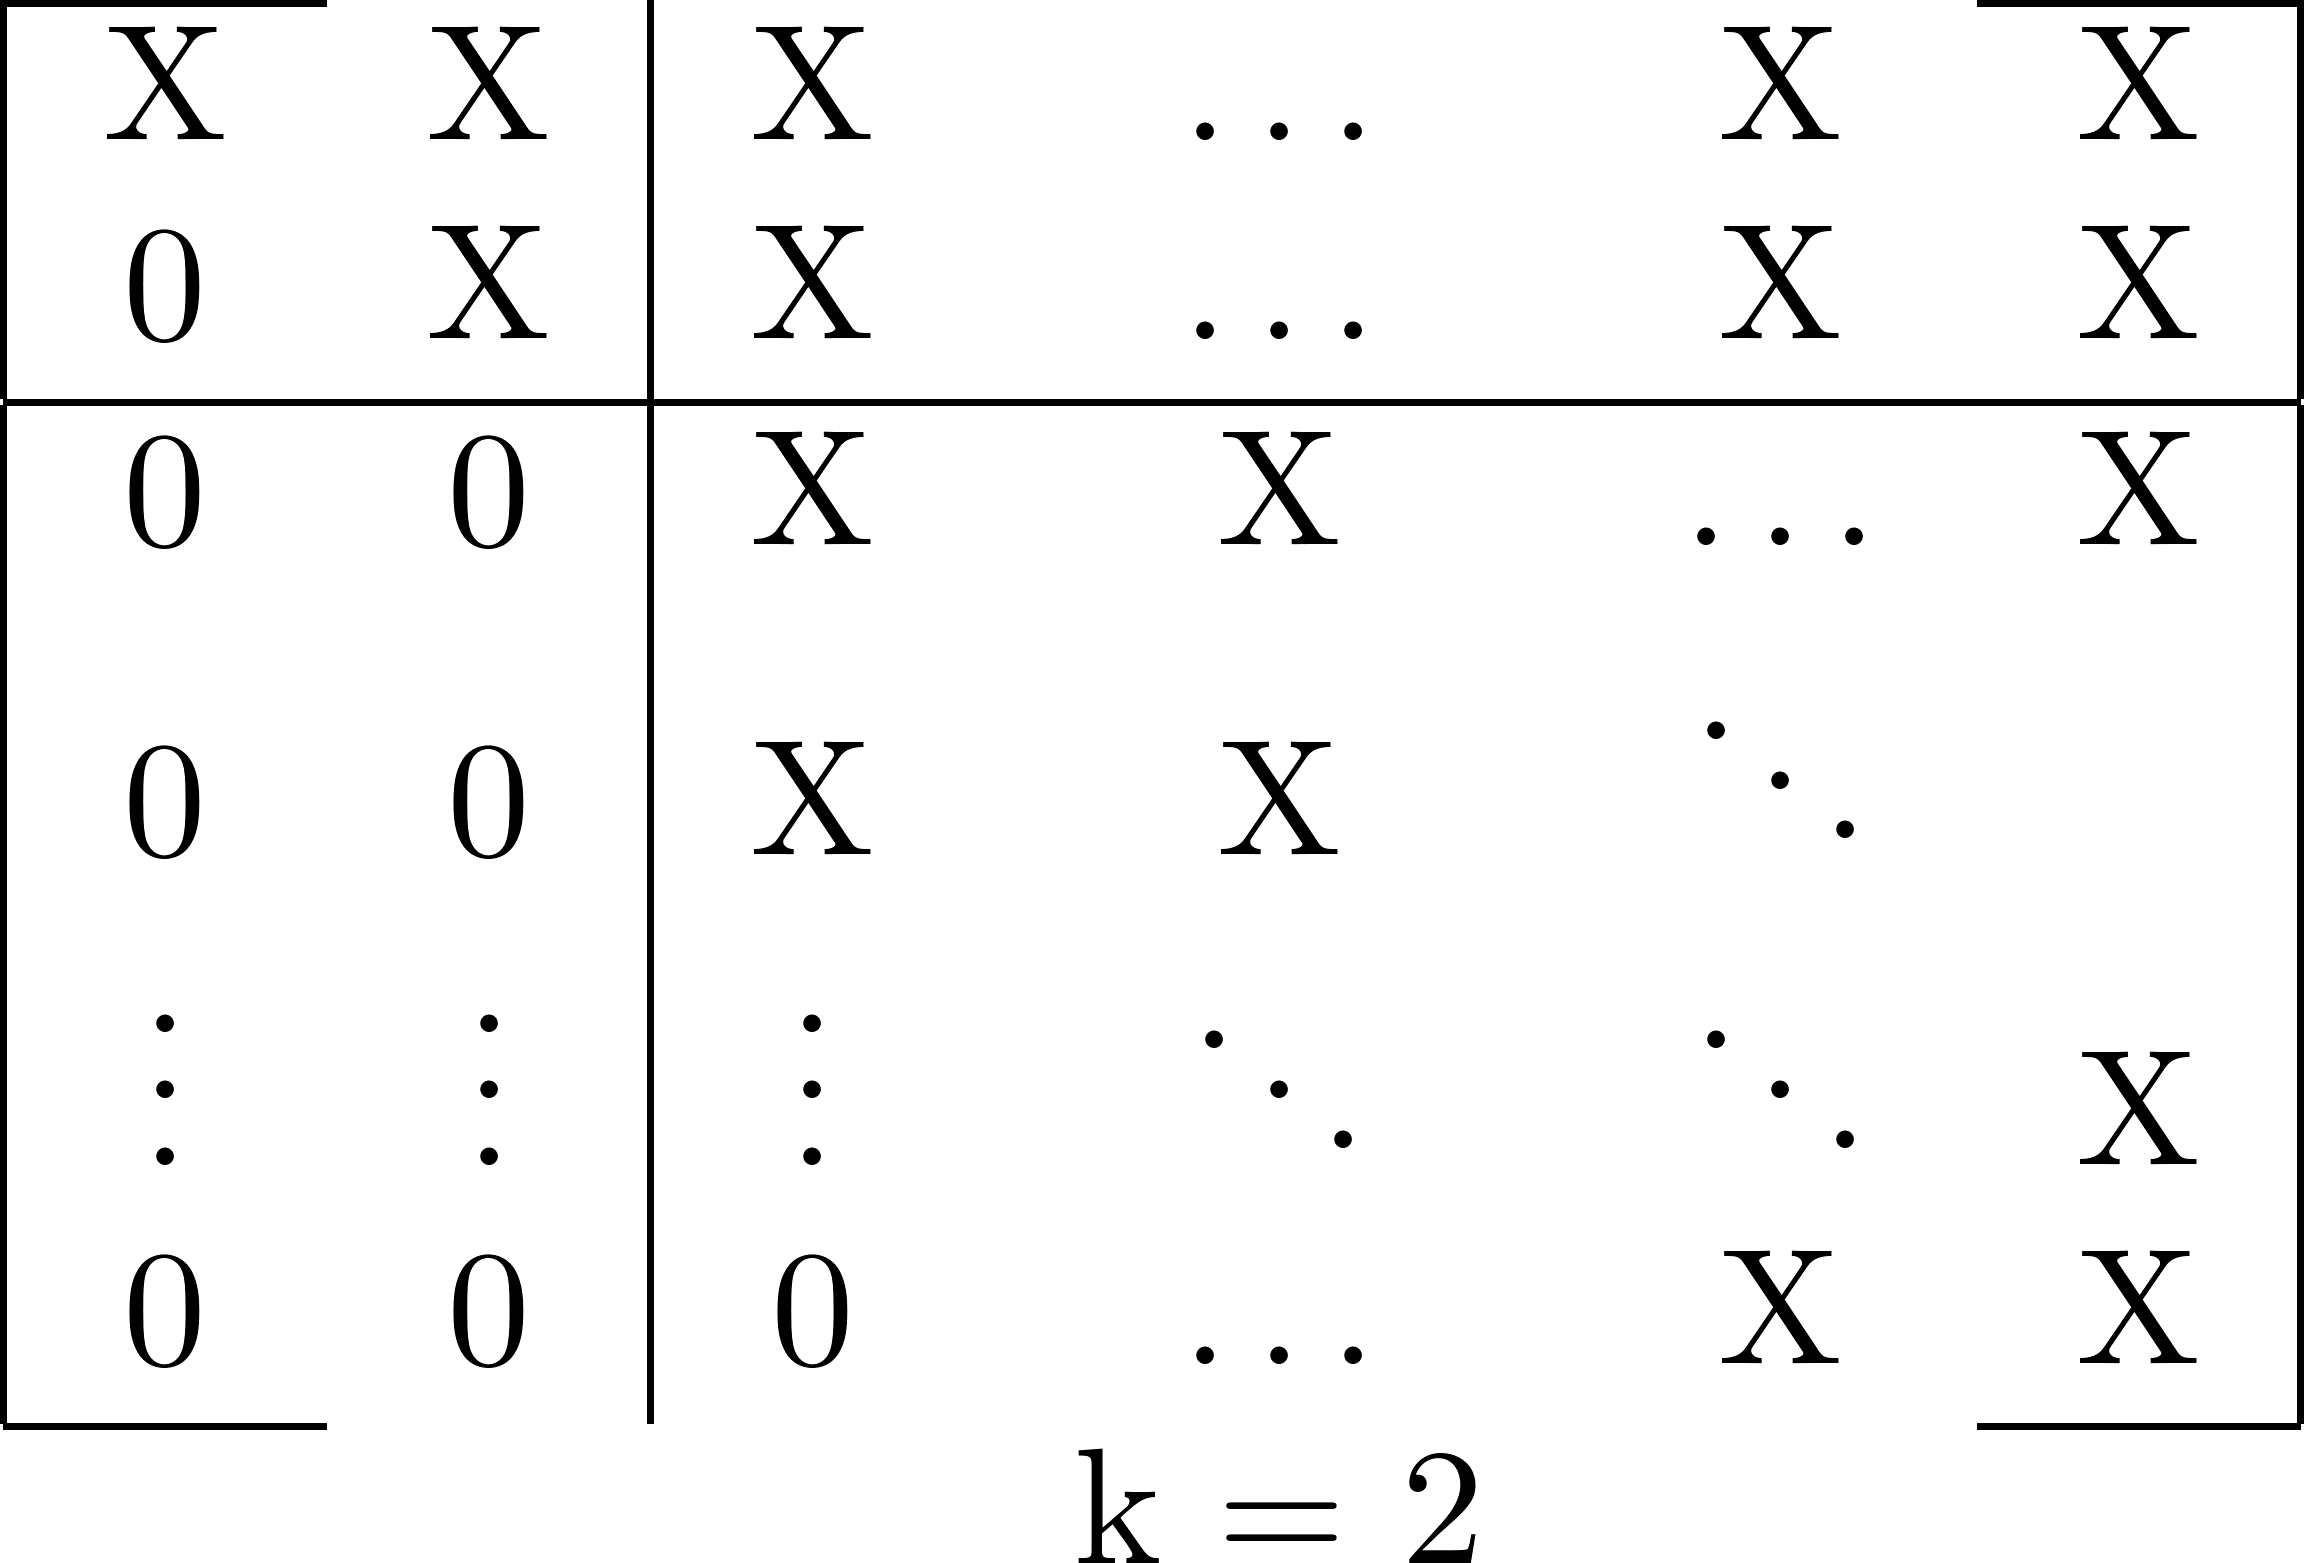 X X X . . . X X
0 X X . . . X X
0 0 X X . . . X
0 0 X X ⋱
⋮ ⋮ ⋮ ⋱ ⋱ X
0 0 0 . . . X X
k = 2